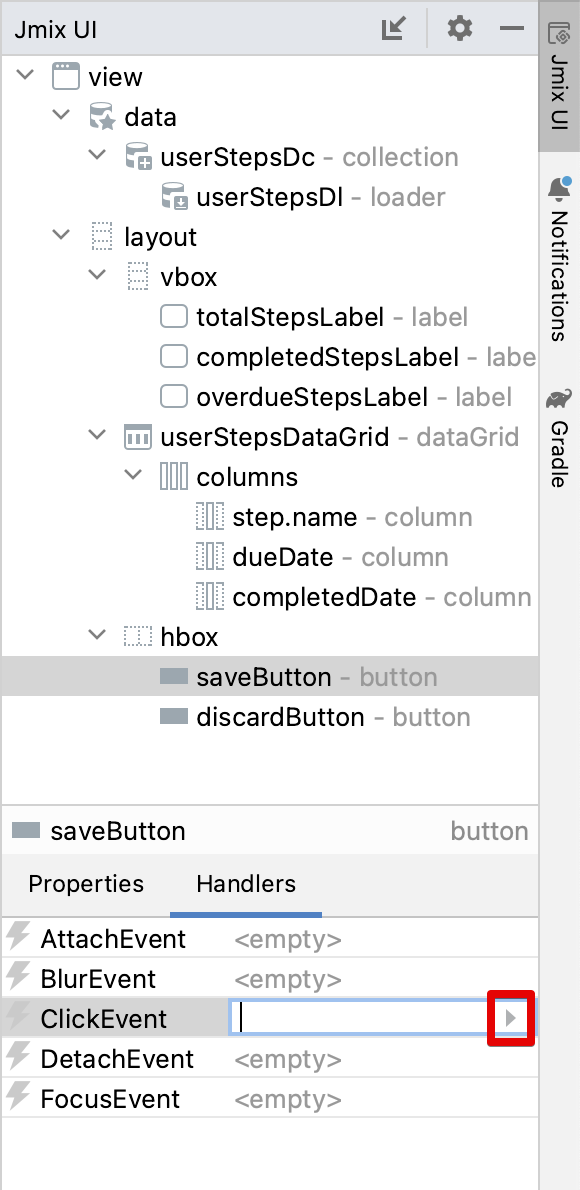 Jmix UI
view
data
userStepsDc - collection
userStepsDl - loader
layout
vbox
totalStepsLabel - label
completedStepsLabel - labe
overdueStepsLabel - label
userStepsDataGrid - dataGrid
columns
step.name - column
dueDate - column
completedDate - column
hbox
saveButton - button
discardButton - button
saveButton button
Properties Handlers
AttachEvent <empty>
BlurEvent <empty>
ClickEvent
DetachEvent <empty>
FocusEvent <empty>
Jmix UI
Notifications
Gradle